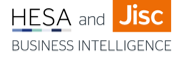 HESA and Jisc
BUSINESS INTELLIGENCE